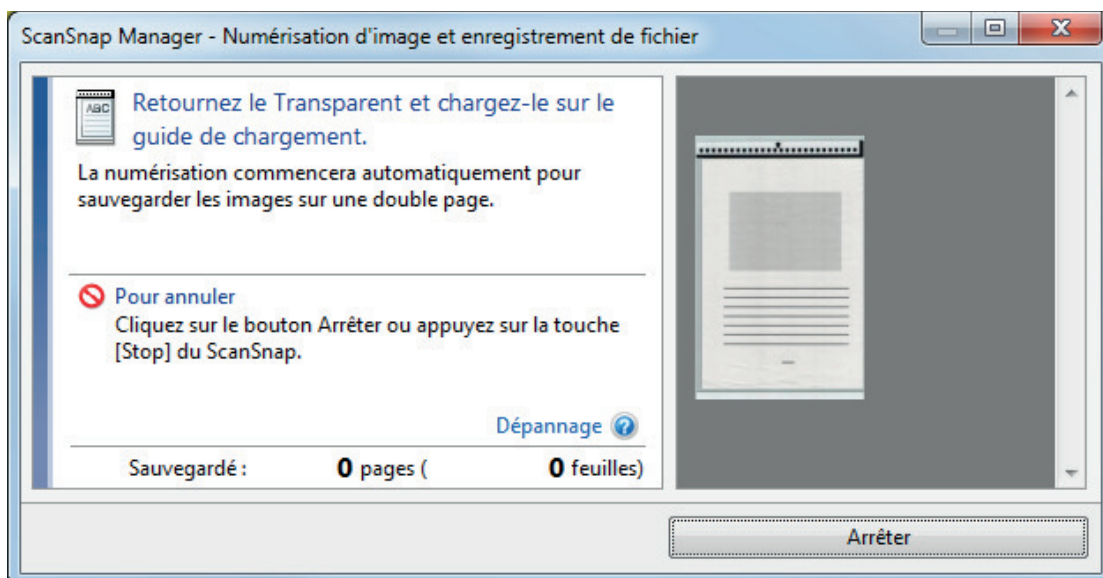 ScanSnap Manager - Numérisation d'image et enregistrement de fichier
ABC
Retournez le Transparent et chargez-le sur le
guide de chargement.
La numérisation commencera automatiquement pour
sauvegarder les images sur une double page.
Pour annuler
Cliquez sur le bouton Arrêter ou appuyez sur la touche
[Stop] du ScanSnap.
Dépannage
Sauvegardé : 0 pages ( 0 feuilles)
Arrêter